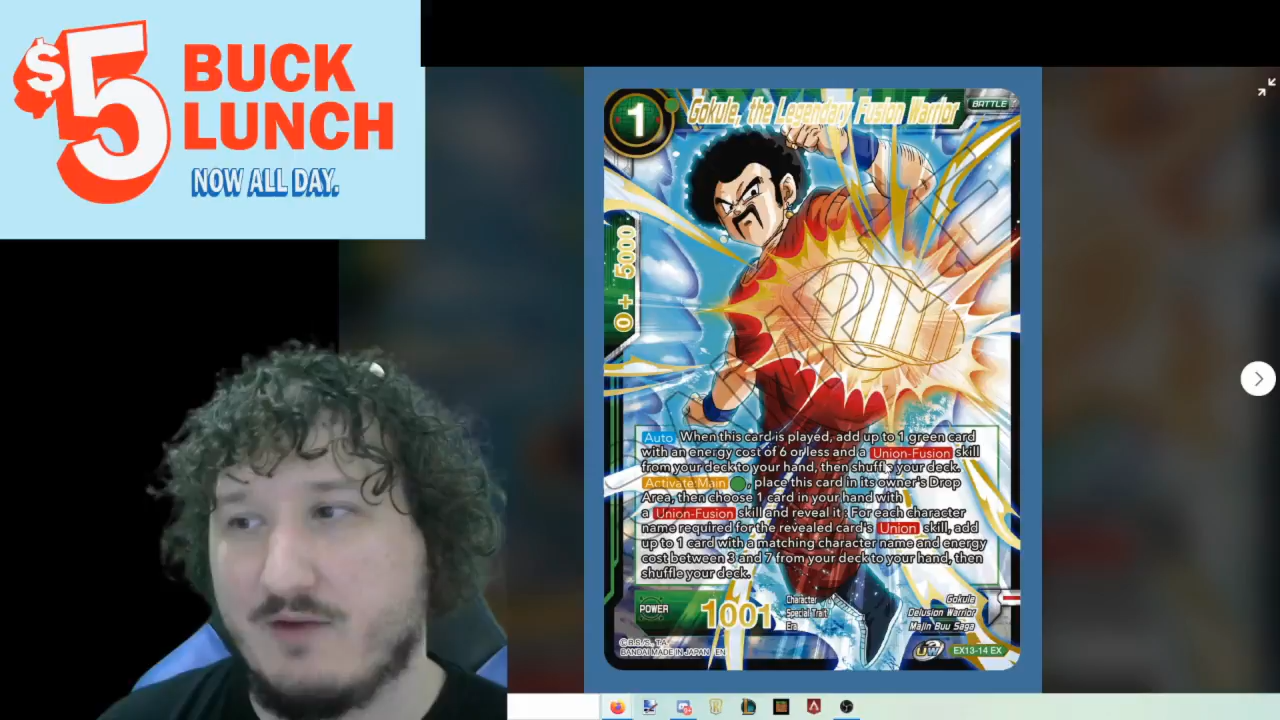 $5
BUCK
LUNCH
NOW ALL DAY.
1
Gokule, the Legendary Fusion Warrior
BATTLE
0 + 5000
Auto When this card is played, add up to 1 green card
with an energy cost of 6 or less and a Union-Fusion skill
from your deck to your hand, then shuffle your deck.
Activate:Main , place this card in its owner's Drop
Area, then choose 1 card in your hand with
a Union-Fusion skill and reveal it : For each character
name required for the revealed card's Union skill, add
up to 1 card with a matching character name and energy
cost between 3 and 7 from your deck to your hand, then
shuffle your deck.
POWER
1001
Character Gokule
Special Trait Delusion Warrior
Era Majin Buu Saga
BANDAI MADE IN JAPAN EN
UW
EX13-14 EX